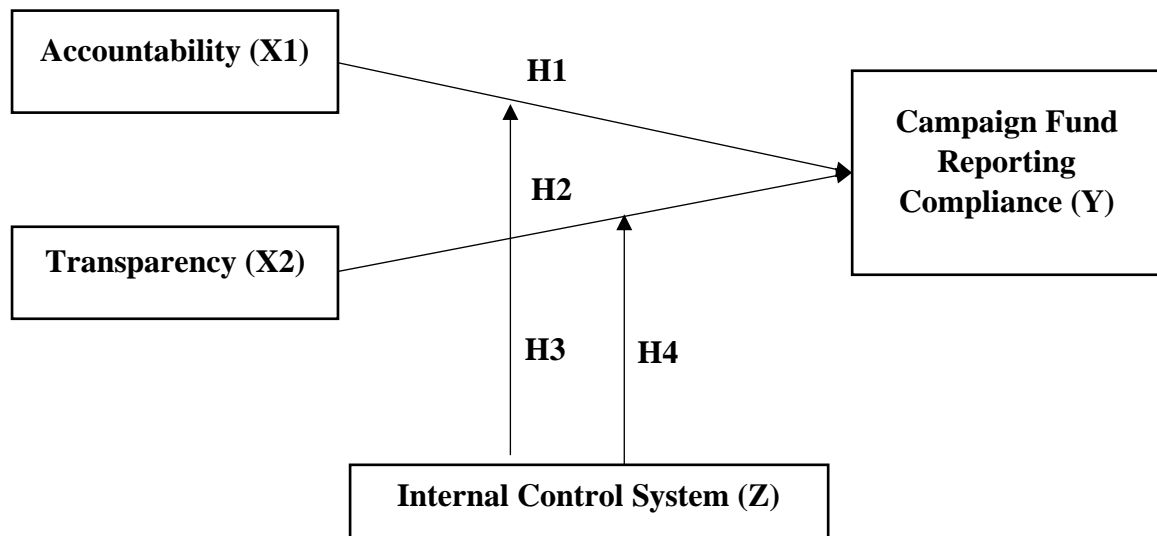 Accountability (X1)
H1
Campaign Fund
Reporting
Compliance (Y)
H2
Transparency (X2)
H3
H4
Internal Control System (Z)